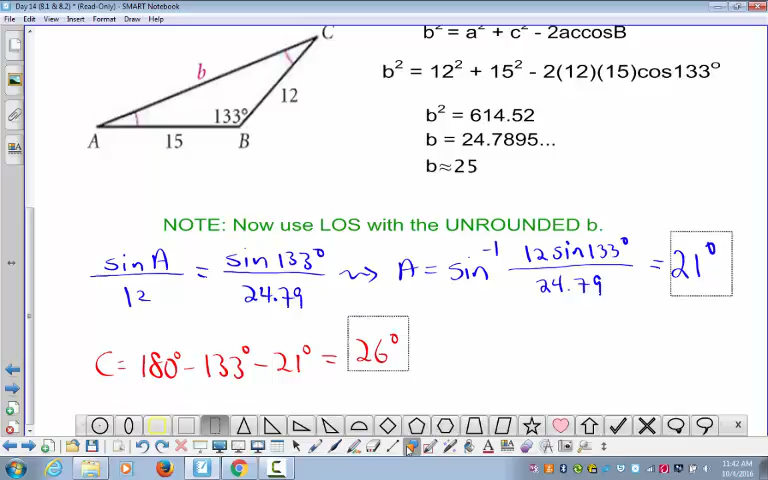 Day 14 (8.1 & 8.2) * (Read-Only) - SMART Notebook
File Edit View Insert Format Tools Draw Help
C
b
12
133°
A
15
B
b² = a² + c² - 2accosB
b² = 12² + 15² - 2(12)(15)cos133°
b² = 614.52
b = 24.7895...
b≈25
NOTE: Now use LOS with the UNROUNDED b.
sin A / 12 = sin 133° / 24.79 ⟿ A = sin⁻¹ 12 sin 133° / 24.79 = 21°
C = 180° - 133° - 21° = 26°
11:42 AM
10/4/2016